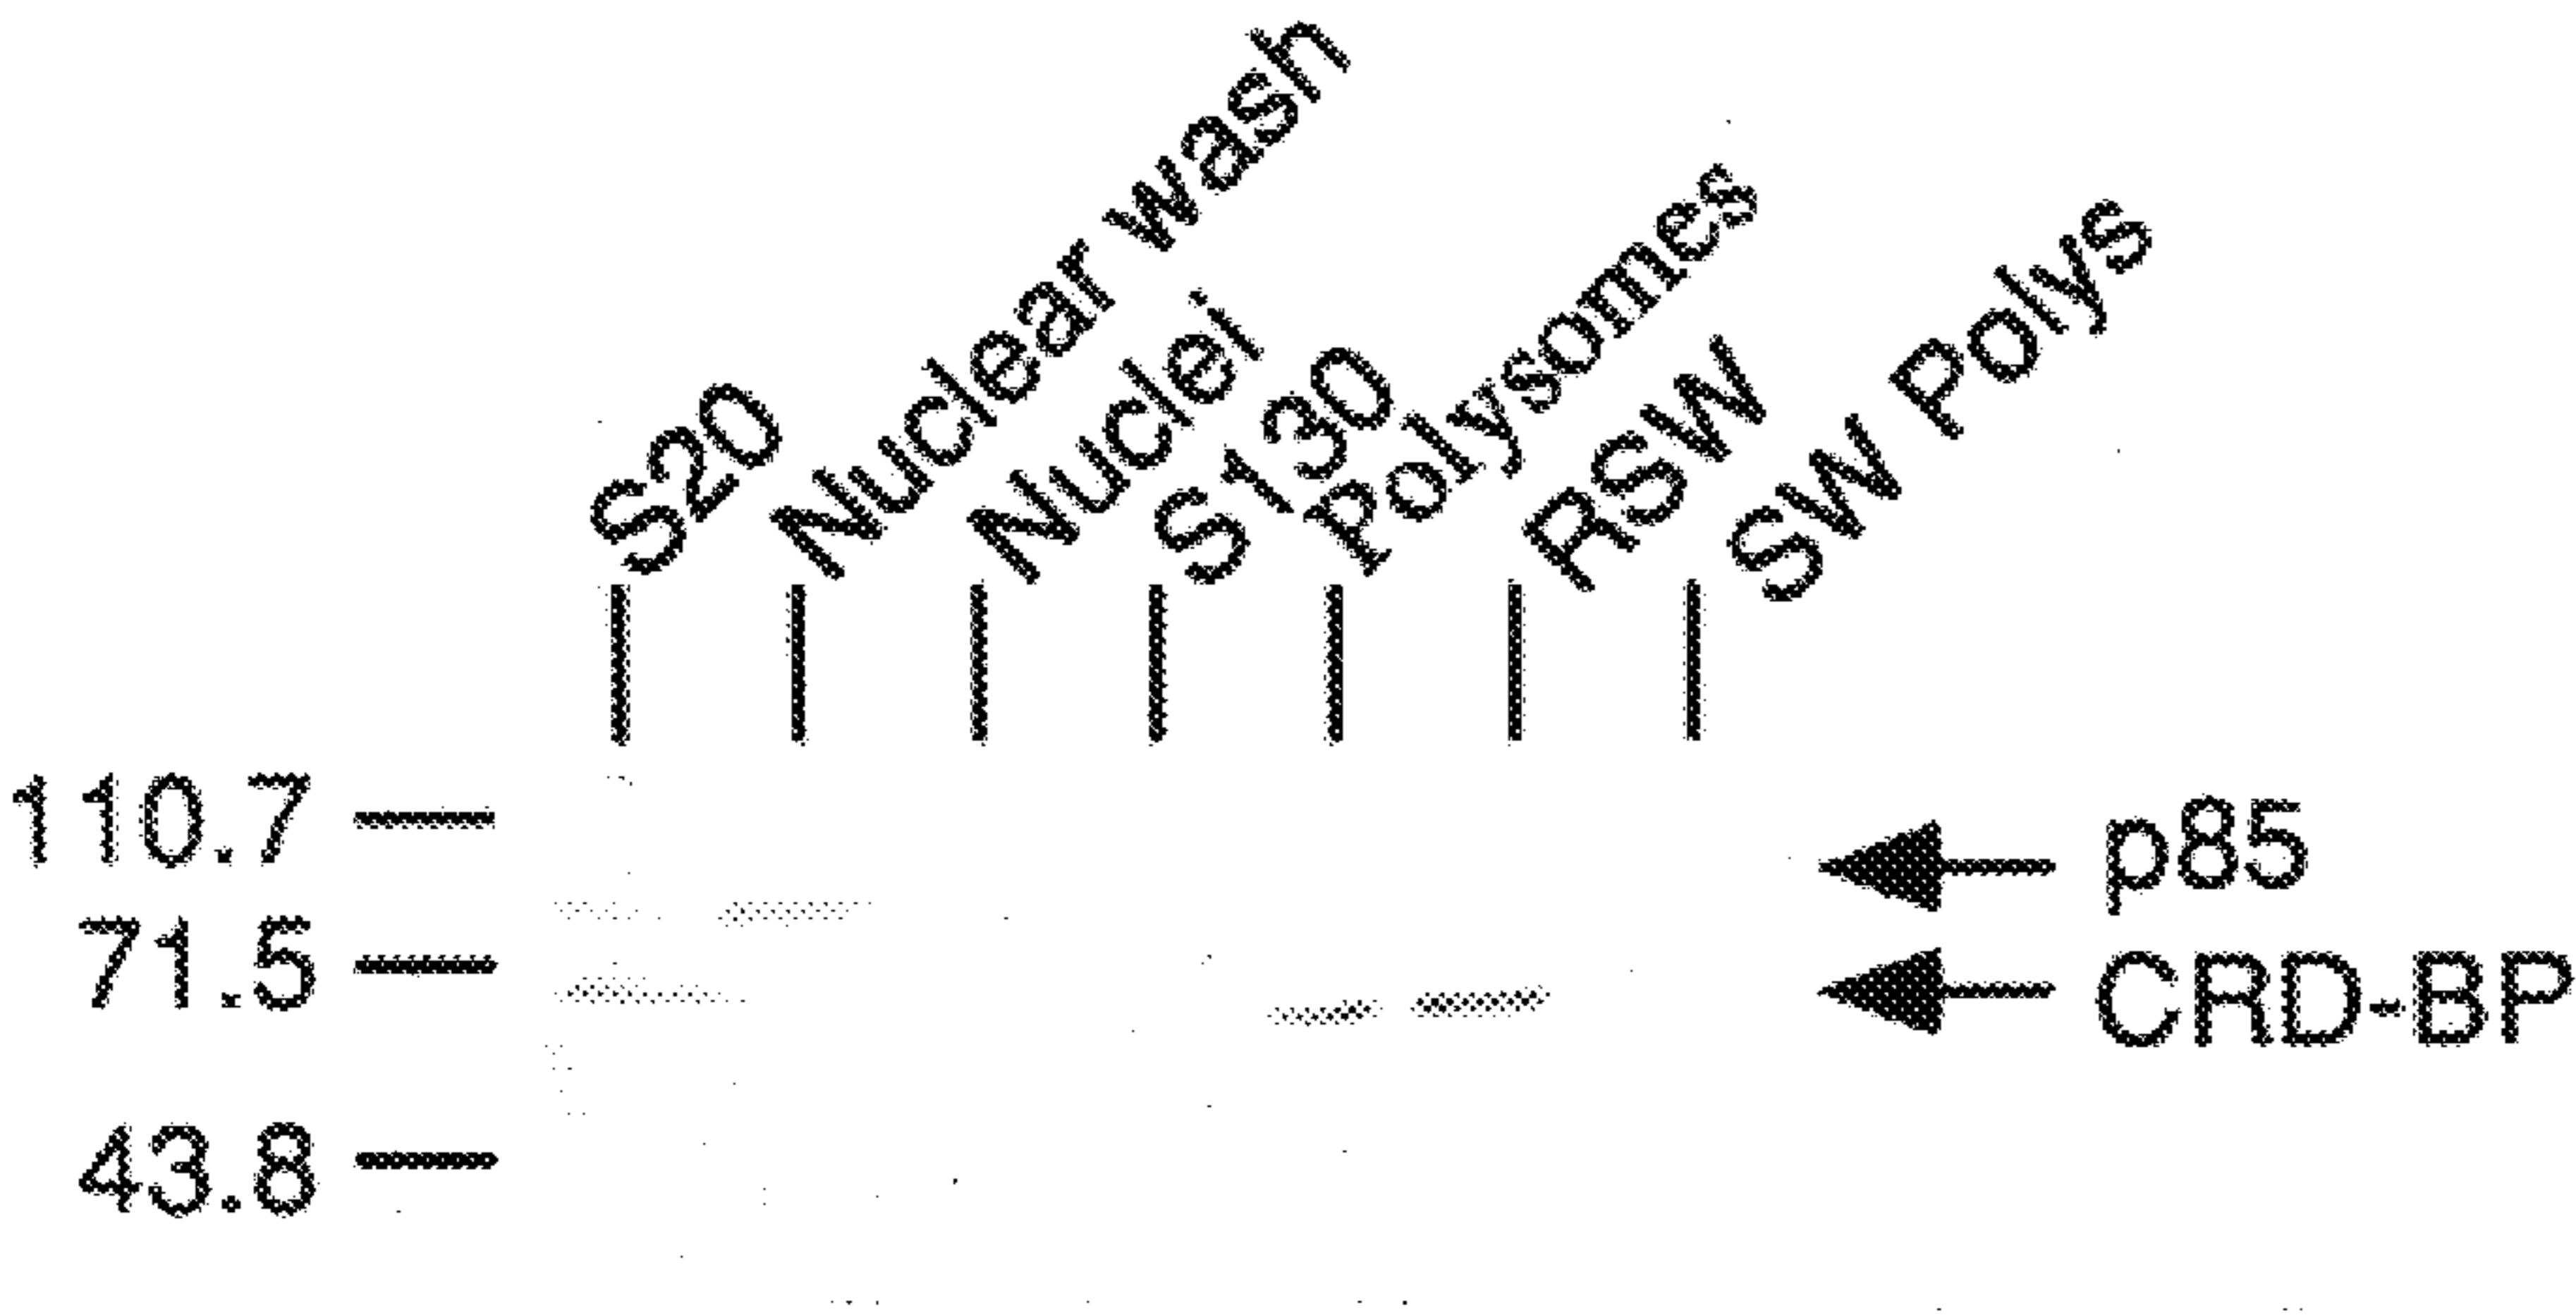 S20
Nuclear wash
Nuclei
S130
Polysomes
RSW
SW Polys
110.7
71.5
43.8
p85
CRD-BP